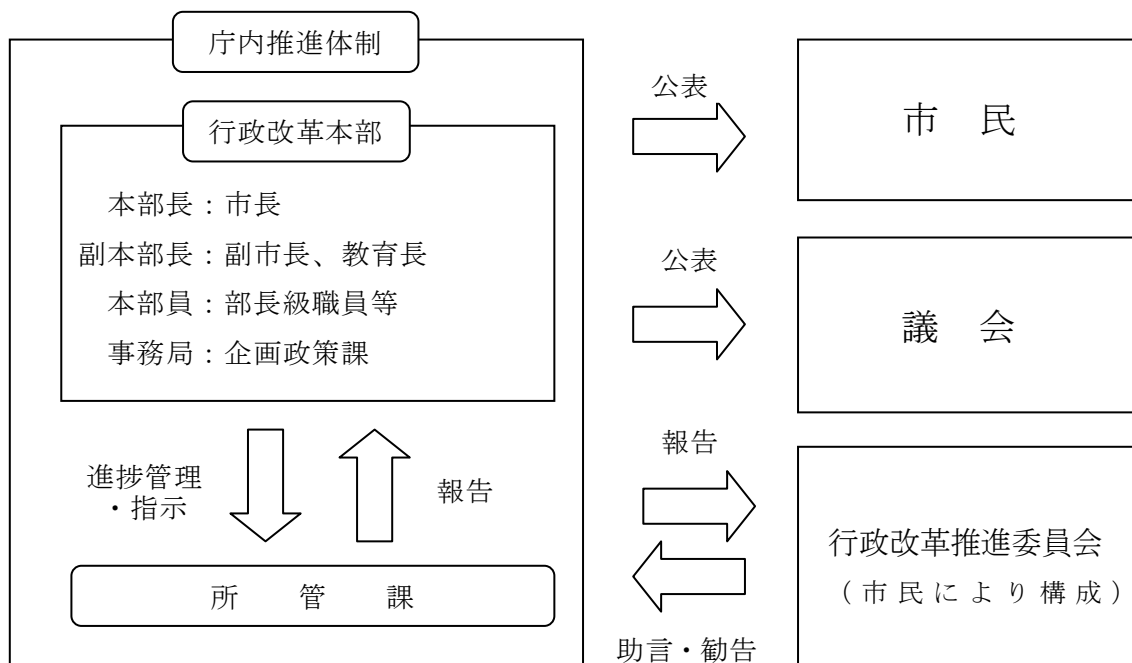 庁内推進体制
行政改革本部
本部長：市長
副本部長：副市長、教育長
本部員：部長級職員等
事務局：企画政策課
進捗管理
・指示
報告
所　管　課
公表
市　民
公表
議　会
報告
行政改革推進委員会
（市民により構成）
助言・勧告